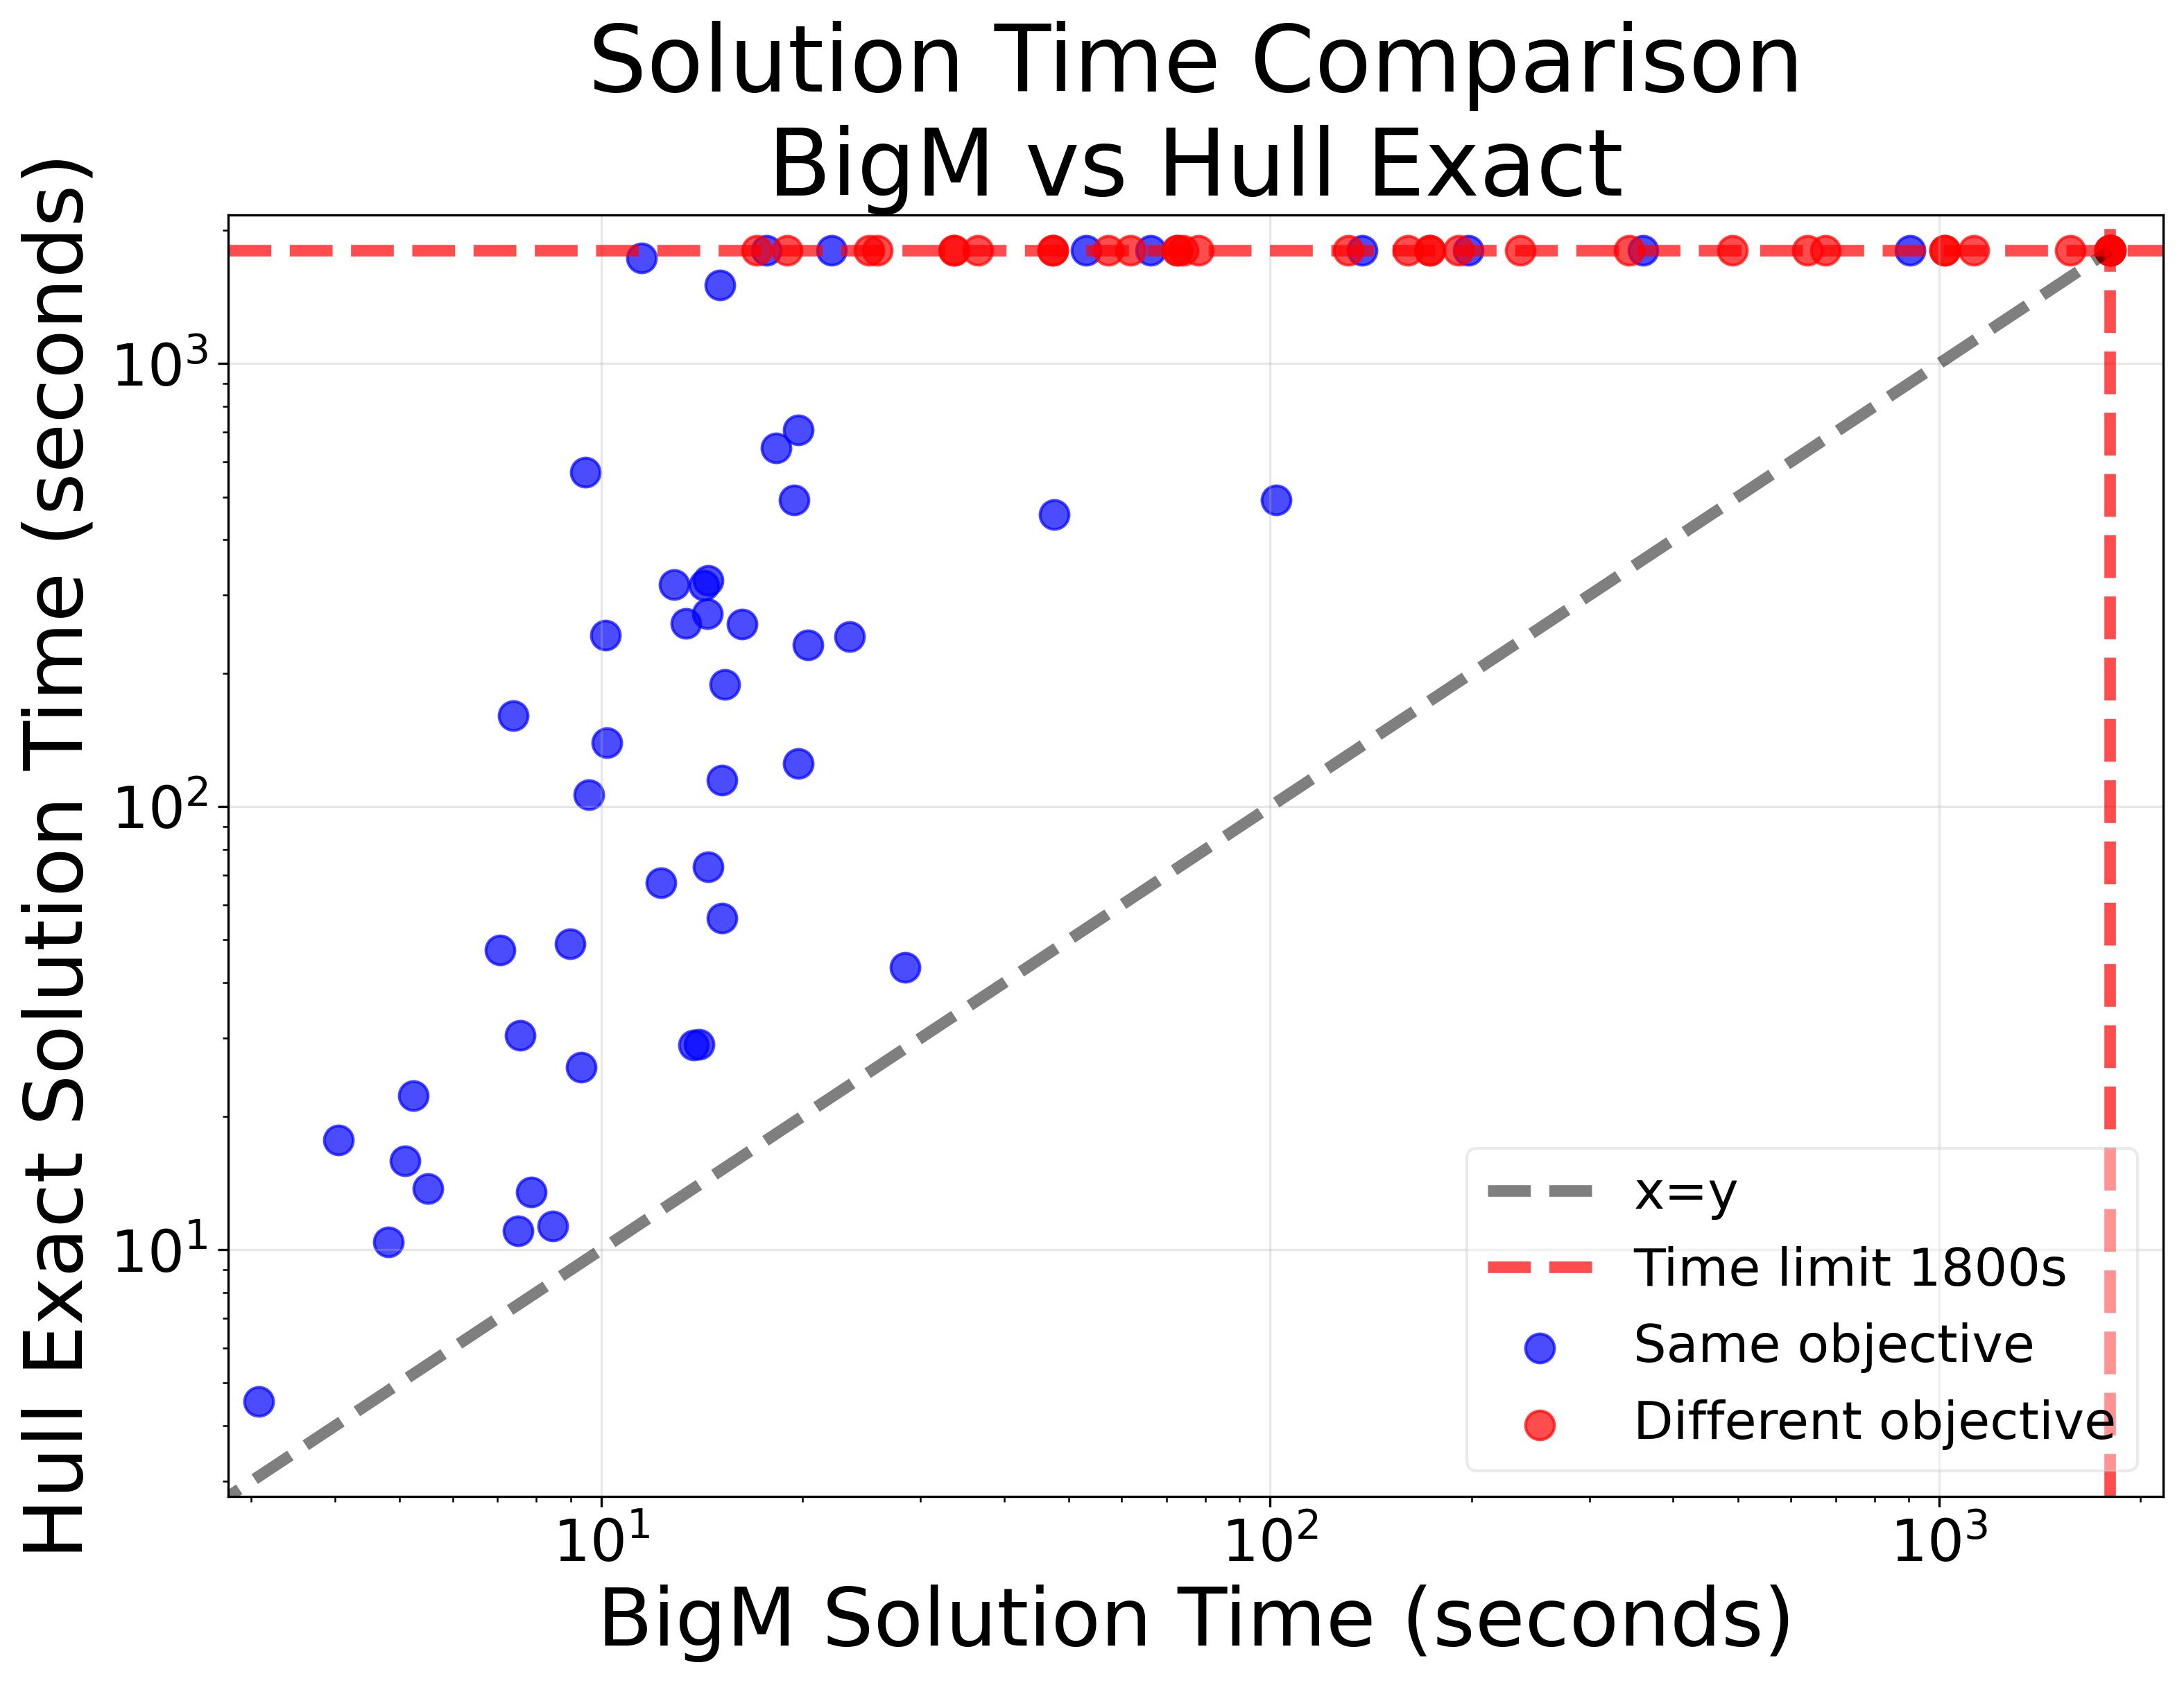 Solution Time Comparison
BigM vs Hull Exact
Hull Exact Solution Time (seconds)
10³
10²
10¹
x=y
Time limit 1800s
Same objective
Different objective
10¹
10²
10³
BigM Solution Time (seconds)